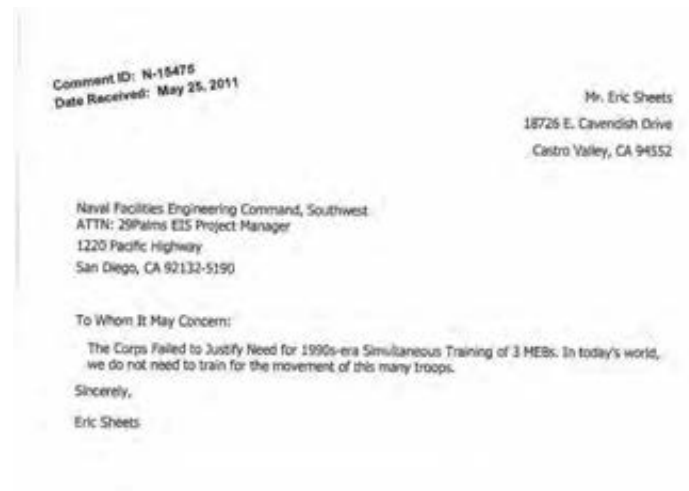 Comment ID: N-15475
Date Received: May 25, 2011
Mr. Eric Sheets
18726 E. Cavendish Drive
Castro Valley, CA 94552
Naval Facilities Engineering Command, Southwest
ATTN: 29Palms EIS Project Manager
1220 Pacific Highway
San Diego, CA 92132-5190
To Whom It May Concern:
The Corps Failed to Justify Need for 1990s-era Simultaneous Training of 3 MEBs. In today's world,
we do not need to train for the movement of this many troops.
Sincerely,
Eric Sheets